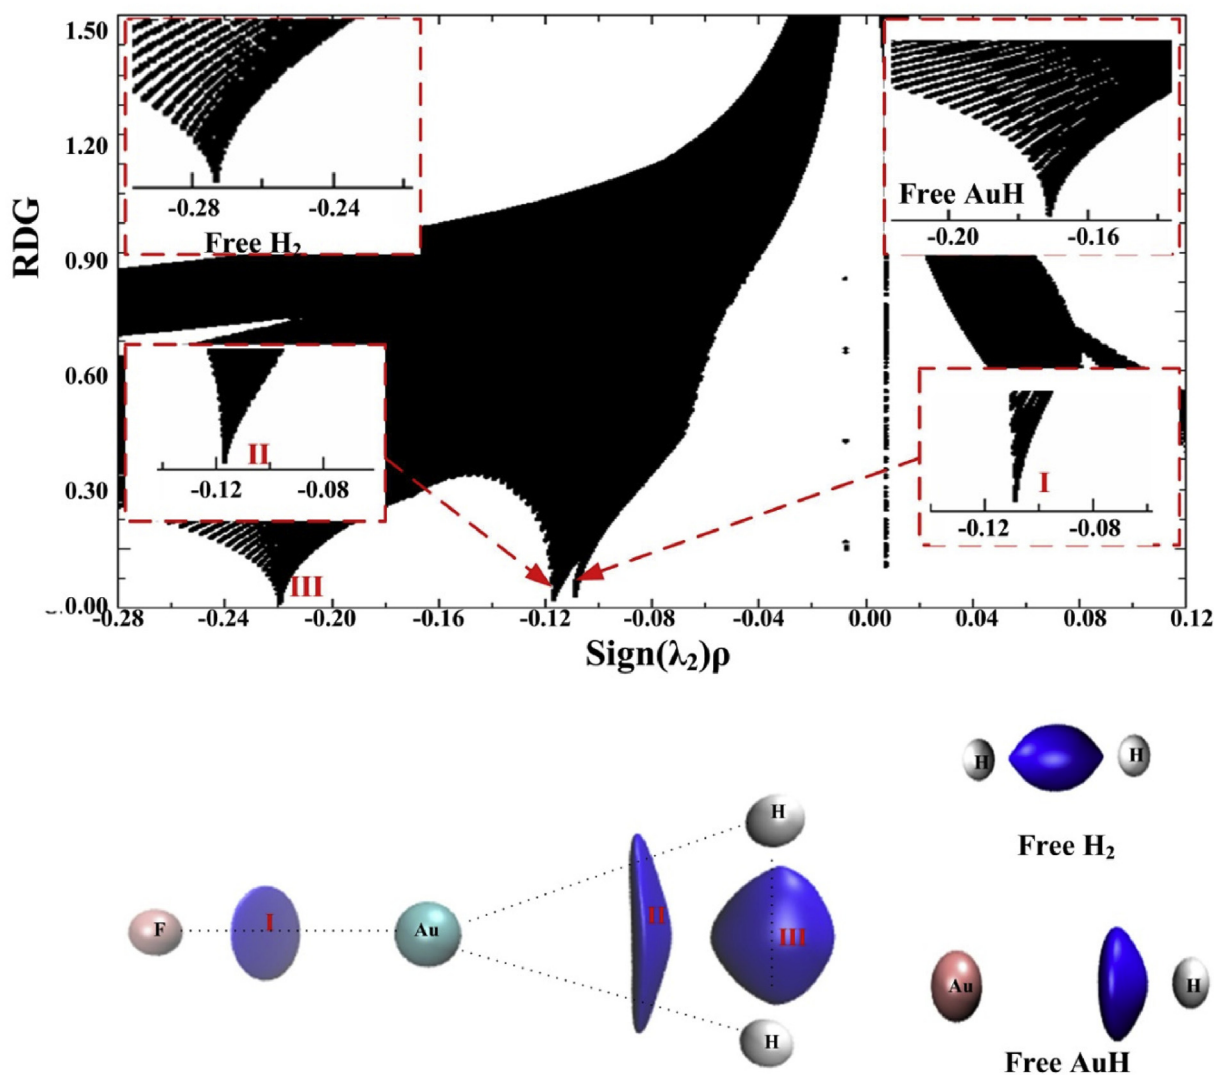 1.50
1.20
0.90
0.60
0.30
0.00
RDG
-0.28 -0.24
Free H₂
Free AuH
-0.20 -0.16
II
-0.12 -0.08
I
-0.12 -0.08
III
-0.28 -0.24 -0.20 -0.16 -0.12 -0.08 -0.04 0.00 0.04 0.08 0.12
Sign(λ₂)ρ
H H
Free H₂
H
F I Au II III
H
Au H
Free AuH